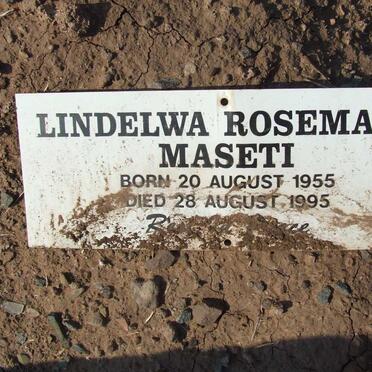 LINDELWA ROSEMA
MASETI
BORN 20 AUGUST 1955
DIED 28 AUGUST 1995